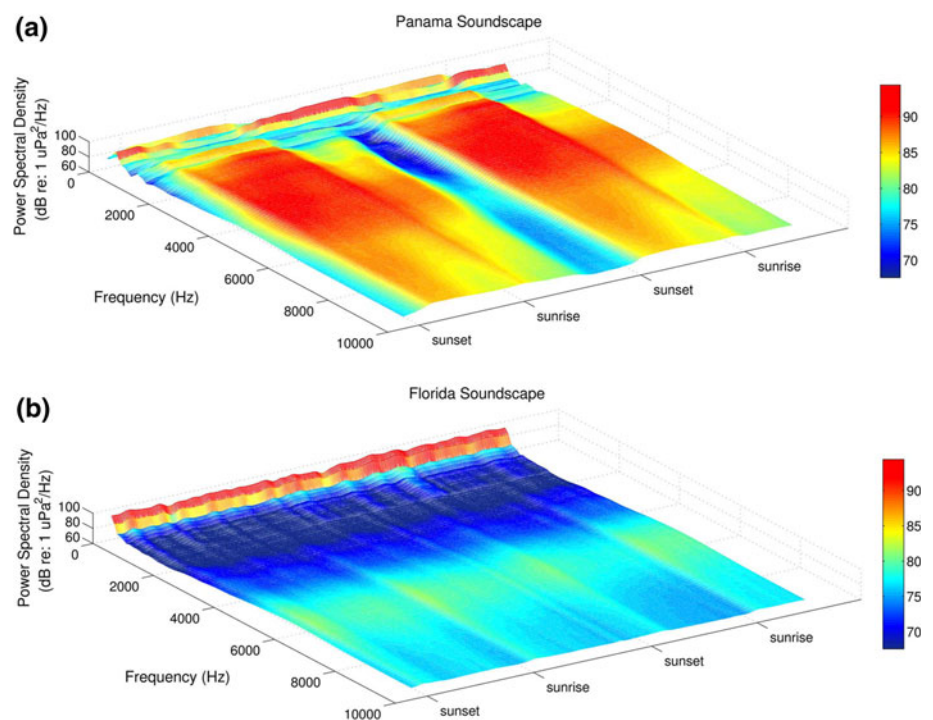 (a)
Panama Soundscape
Power Spectral Density
(dB re: 1 uPa²/Hz)
100
80
60
0
2000
4000
6000
8000
10000
Frequency (Hz)
sunset
sunrise
sunset
sunrise
90
85
80
75
70
(b)
Florida Soundscape
Power Spectral Density
(dB re: 1 uPa²/Hz)
100
80
60
0
2000
4000
6000
8000
10000
Frequency (Hz)
sunset
sunrise
sunset
sunrise
90
85
80
75
70